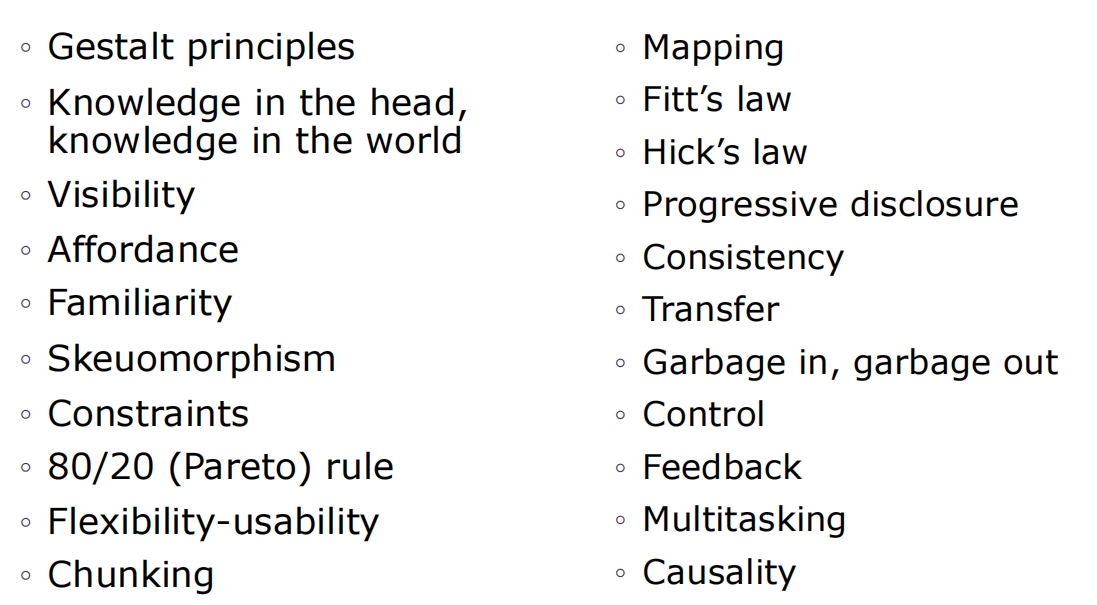 ◦ Gestalt principles
◦ Knowledge in the head,
knowledge in the world
◦ Visibility
◦ Affordance
◦ Familiarity
◦ Skeuomorphism
◦ Constraints
◦ 80/20 (Pareto) rule
◦ Flexibility-usability
◦ Chunking
◦ Mapping
◦ Fitt’s law
◦ Hick’s law
◦ Progressive disclosure
◦ Consistency
◦ Transfer
◦ Garbage in, garbage out
◦ Control
◦ Feedback
◦ Multitasking
◦ Causality